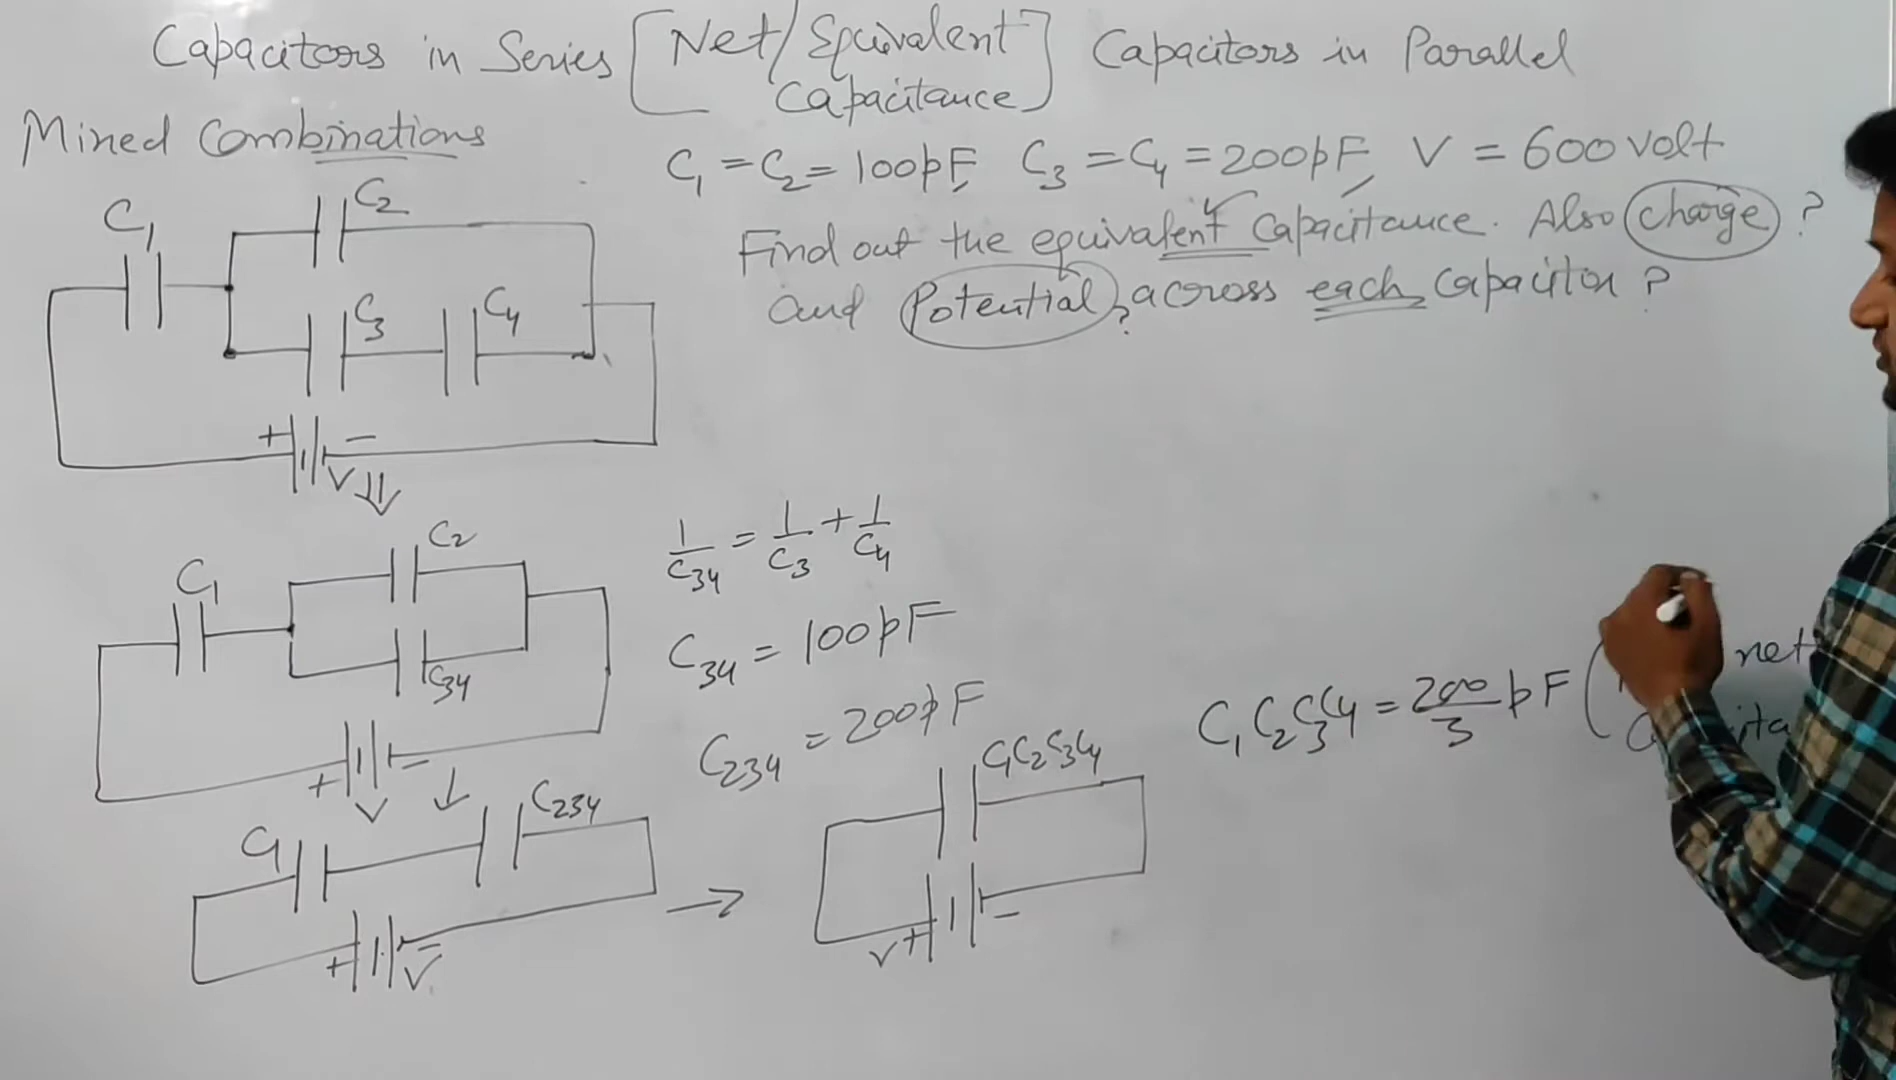 Capacitors in Series [Net/Equivalent Capacitance] Capacitors in Parallel
Mixed Combinations
C1 = C2 = 100pF, C3 = C4 = 200pF, V = 600 volt
Find out the equivalent capacitance. Also charge ?
and Potential? across each capacitor ?
C1
C2
C3
C4
+
-
V
⇓
C1
C2
C34
+
-
V
↓
1/C34 = 1/C3 + 1/C4
C34 = 100pF
C234 = 200pF
C1
C234
+
-
V
→
C1C2C3C4
V
+
-
C1C2C3C4 = 200/3 pF (net